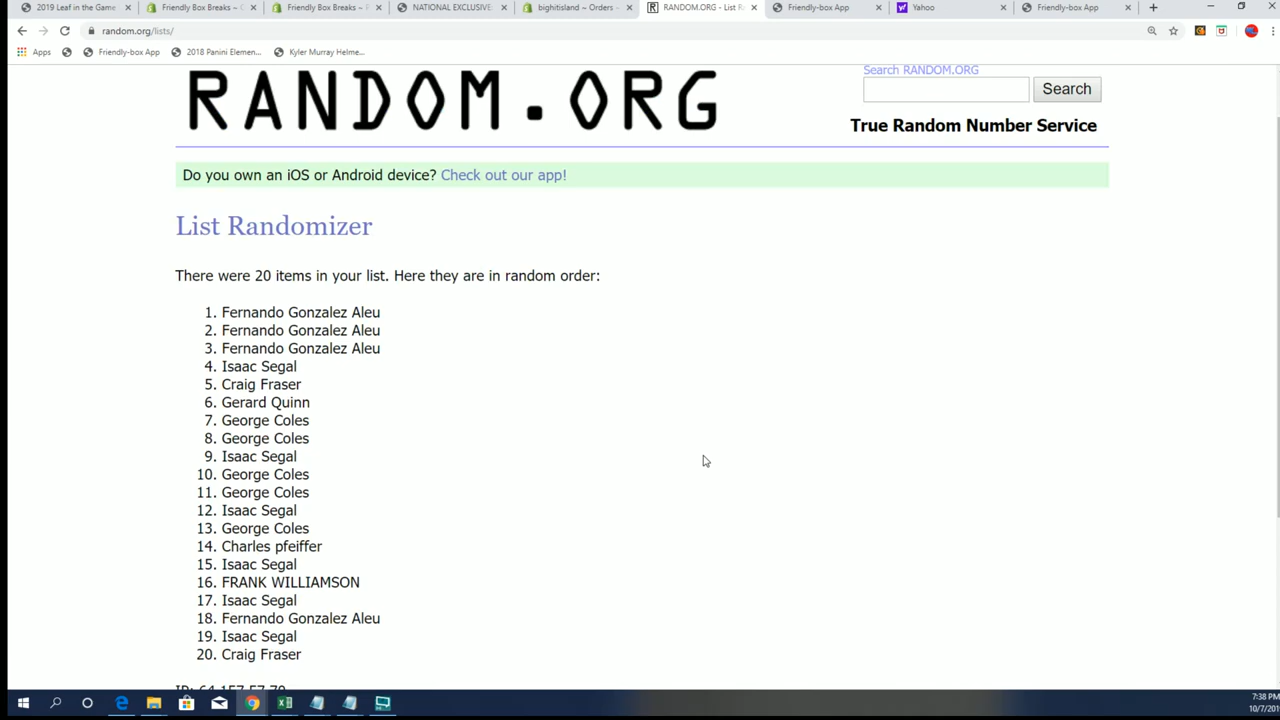 2019 Leaf in the Game
Friendly Box Breaks ~
Friendly Box Breaks ~
NATIONAL EXCLUSIVE
bighitisland ~ Orders ~
RANDOM.ORG - List R
Friendly-box App
Yahoo
Friendly-box App
random.org/lists/
Apps
Friendly-box App
2018 Panini Elemen...
Kyler Murray Helme...
RANDOM.ORG
Search RANDOM.ORG
Search
True Random Number Service
Do you own an iOS or Android device? Check out our app!
List Randomizer
There were 20 items in your list. Here they are in random order:
1. Fernando Gonzalez Aleu
2. Fernando Gonzalez Aleu
3. Fernando Gonzalez Aleu
4. Isaac Segal
5. Craig Fraser
6. Gerard Quinn
7. George Coles
8. George Coles
9. Isaac Segal
10. George Coles
11. George Coles
12. Isaac Segal
13. George Coles
14. Charles pfeiffer
15. Isaac Segal
16. FRANK WILLIAMSON
17. Isaac Segal
18. Fernando Gonzalez Aleu
19. Isaac Segal
20. Craig Fraser
IP: 64.157.57.70
7:38 PM
10/7/201